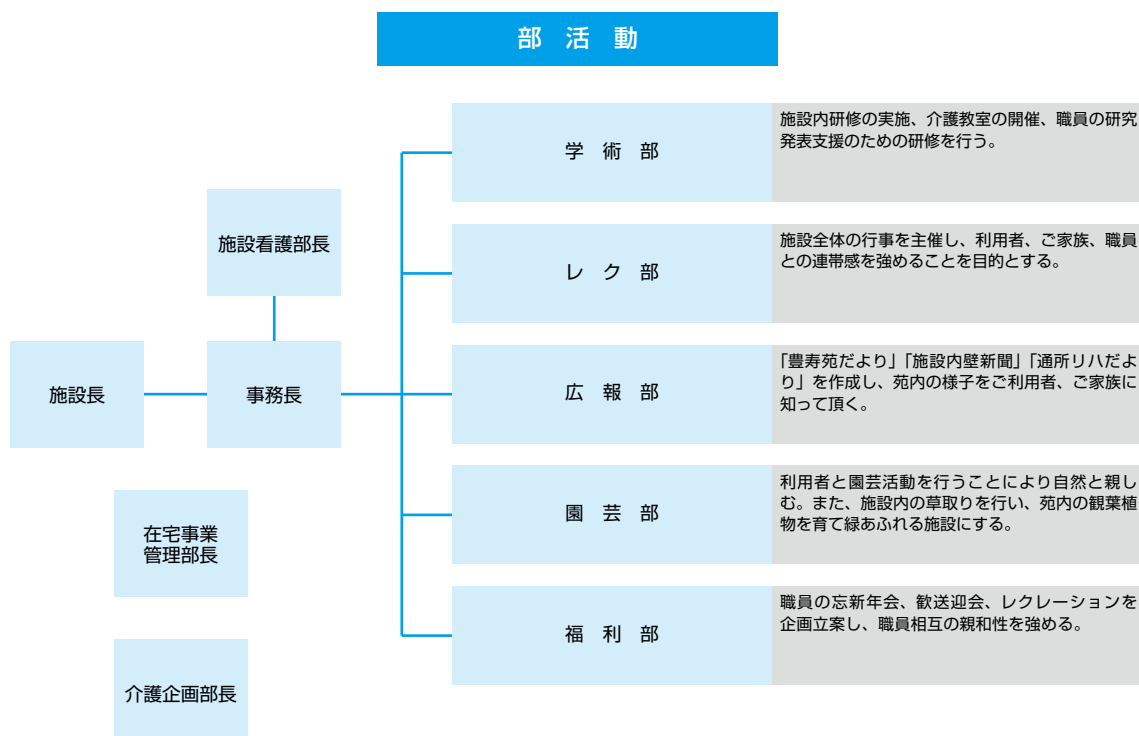 部 活 動
施設看護部長
施設長
事務長
在宅事業
管理部長
介護企画部長
学 術 部
施設内研修の実施、介護教室の開催、職員の研究
発表支援のための研修を行う。
レ ク 部
施設全体の行事を主催し、利用者、ご家族、職員
との連帯感を強めることを目的とする。
広 報 部
「豊寿苑だより」「施設内壁新聞」「通所リハだよ
り」を作成し、苑内の様子をご利用者、ご家族に
知って頂く。
園 芸 部
利用者と園芸活動を行うことにより自然と親し
む。また、施設内の草取りを行い、苑内の観葉植
物を育て緑あふれる施設にする。
福 利 部
職員の忘新年会、歓送迎会、レクレーションを
企画立案し、職員相互の親和性を強める。